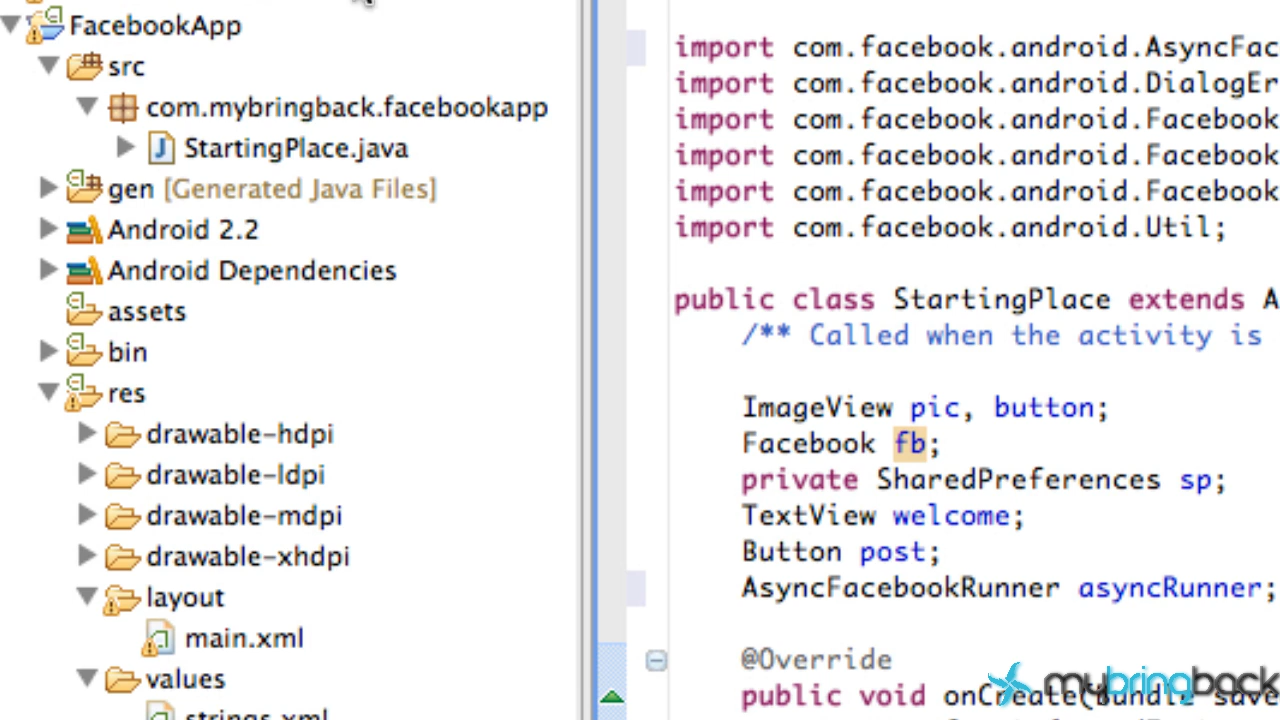 FacebookApp
src
com.mybringback.facebookapp
StartingPlace.java
gen [Generated Java Files]
Android 2.2
Android Dependencies
assets
bin
res
drawable-hdpi
drawable-ldpi
drawable-mdpi
drawable-xhdpi
layout
main.xml
values
strings.xml
import com.facebook.android.AsyncFac
import com.facebook.android.DialogEr
import com.facebook.android.Facebook
import com.facebook.android.Facebook
import com.facebook.android.Facebook
import com.facebook.android.Util;
public class StartingPlace extends A
/** Called when the activity is
ImageView pic, button;
Facebook fb;
private SharedPreferences sp;
TextView welcome;
Button post;
AsyncFacebookRunner asyncRunner;
@Override
public void onCreate(Bundle save
mybringback